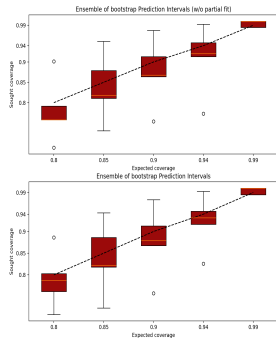 Ensemble of bootstrap Prediction Intervals (w/o partial fit)
0.99
0.94
0.9
0.85
0.8
Sought coverage
0.8 0.85 0.9 0.94 0.99
Expected coverage
Ensemble of bootstrap Prediction Intervals
0.99
0.94
0.9
0.85
0.8
Sought coverage
0.8 0.85 0.9 0.94 0.99
Expected coverage